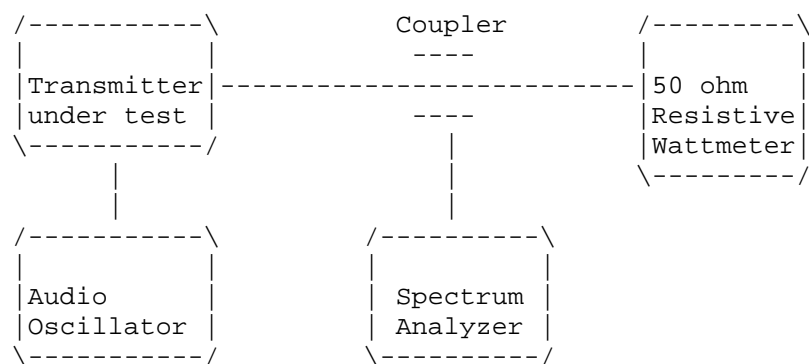 Coupler
Transmitter
under test
50 ohm
Resistive
Wattmeter
Audio
Oscillator
Spectrum
Analyzer